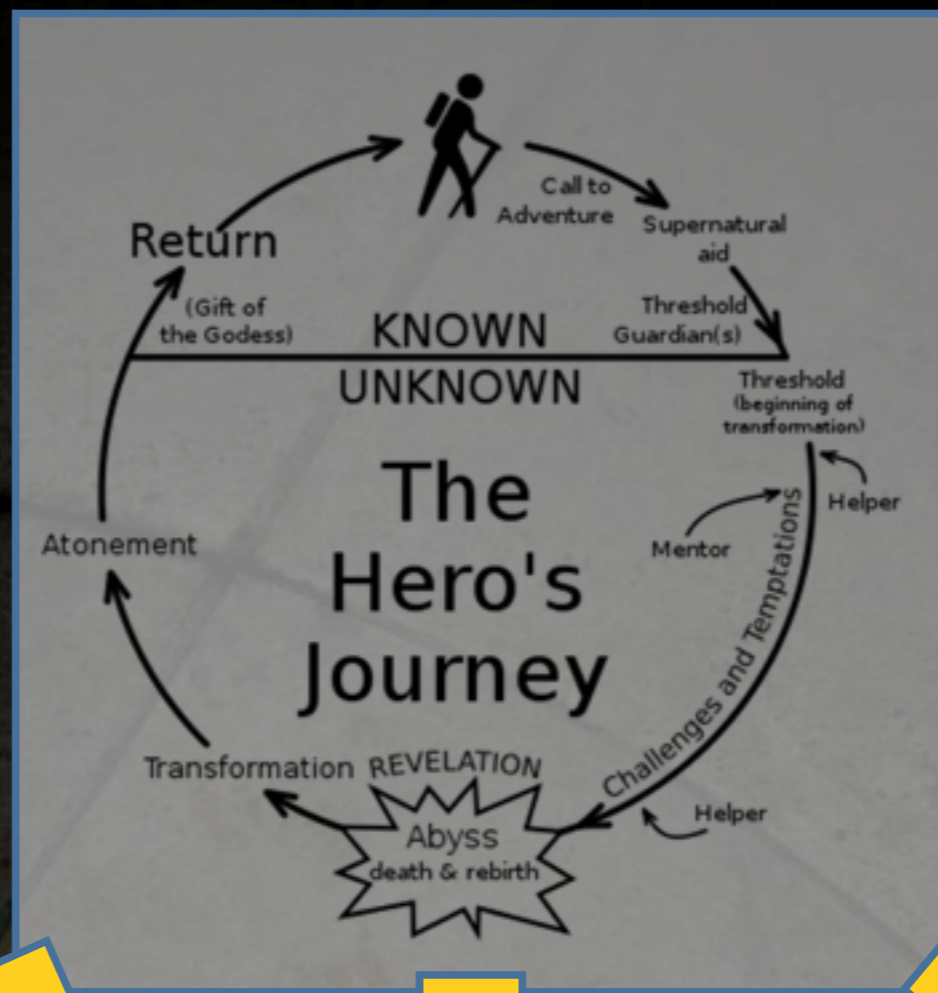 Call to
Adventure
Supernatural
aid
Return
(Gift of
the Godess)
KNOWN
Threshold
Guardian(s)
UNKNOWN
Threshold
(beginning of
transformation)
The
Hero's
Journey
Helper
Mentor
Challenges and Temptations
Helper
REVELATION
Abyss
death & rebirth
Transformation
Atonement